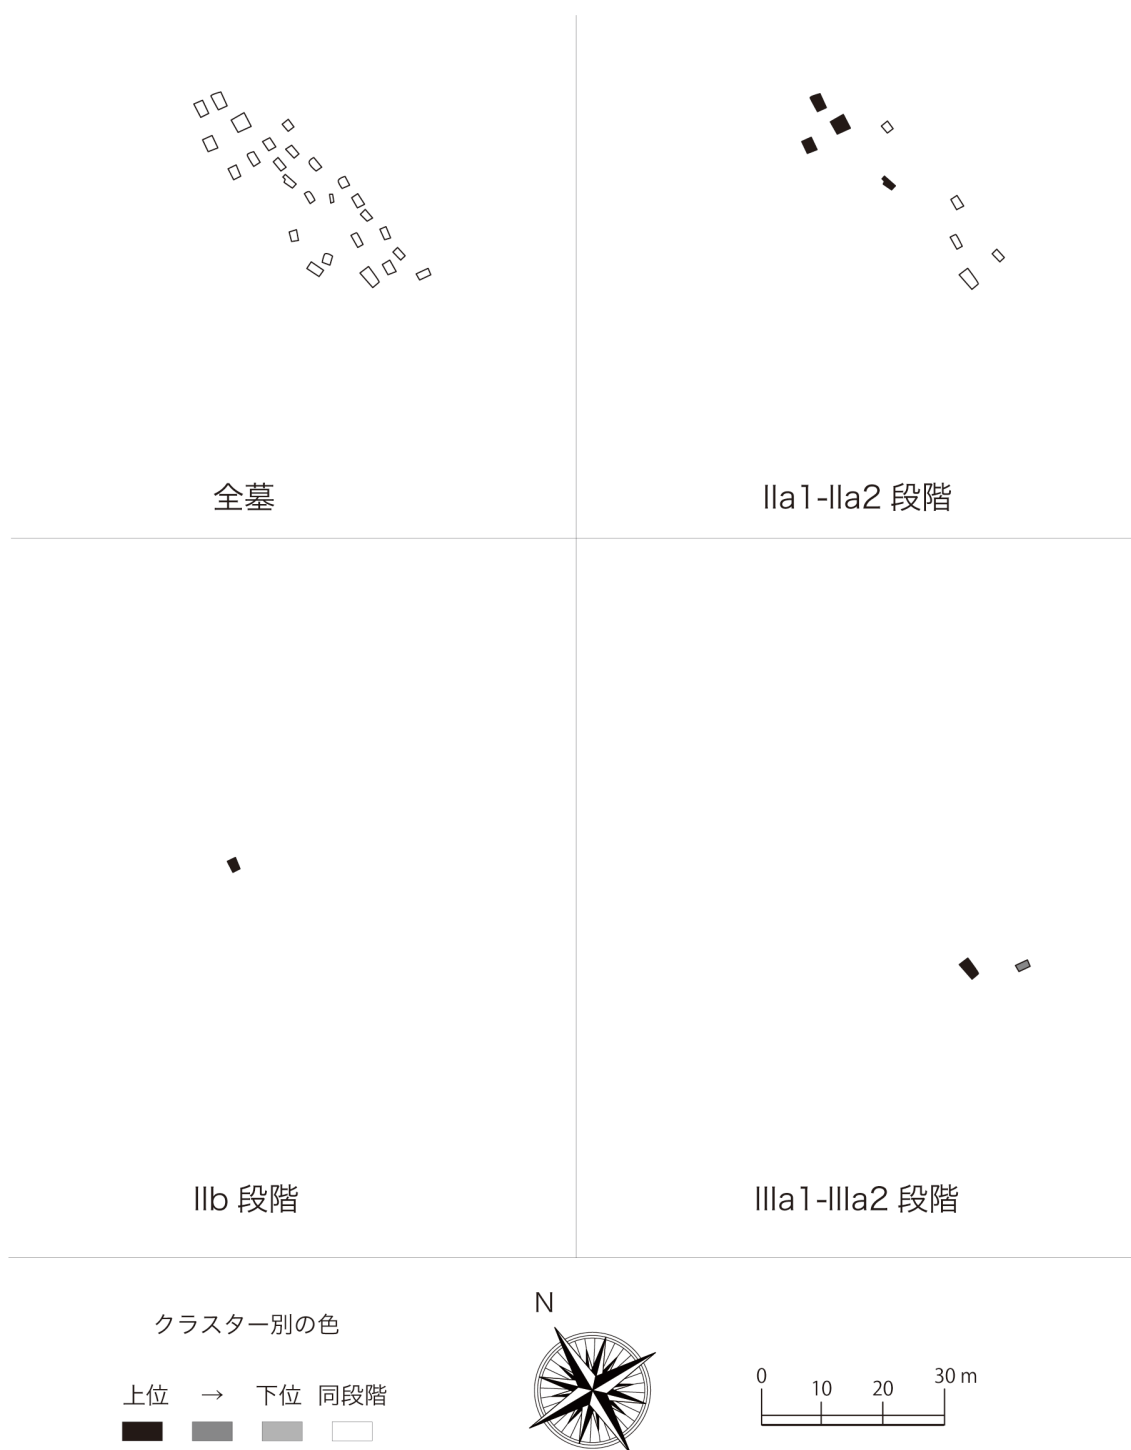 全墓
IIa1-IIa2 段階
IIb 段階
IIIa1-IIIa2 段階
クラスター別の色
上位 → 下位 同段階
N
0 10 20 30 m